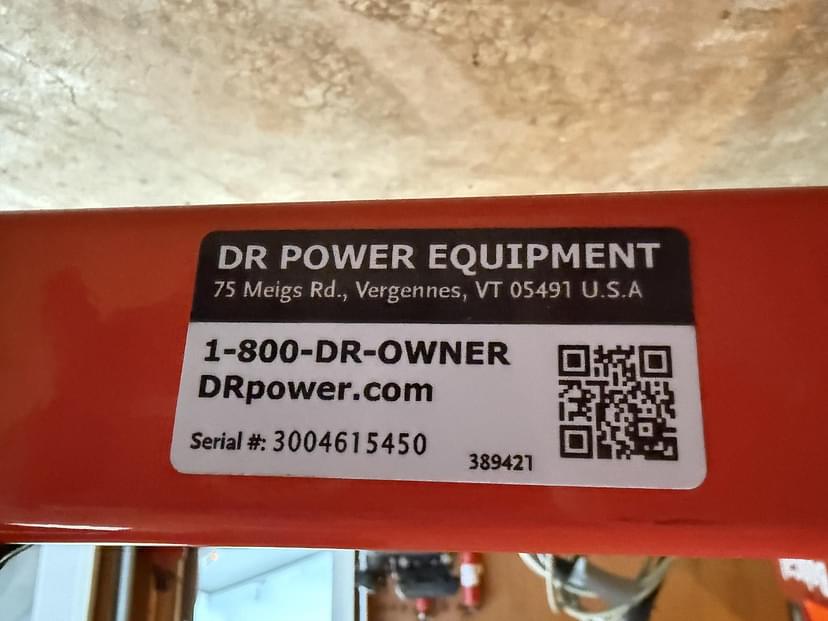 DR POWER EQUIPMENT
75 Meigs Rd., Vergennes, VT 05491 U.S.A
1-800-DR-OWNER
DRpower.com
Serial #: 3004615450
389421